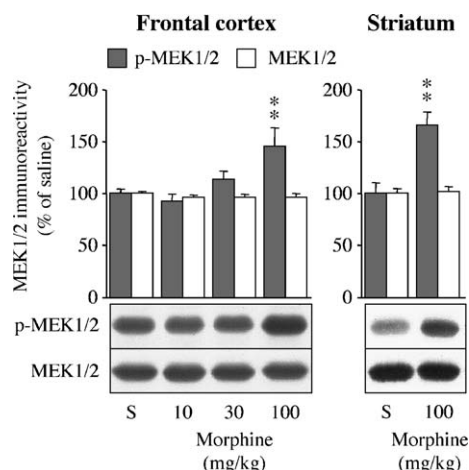 Frontal cortex
p-MEK1/2 MEK1/2
MEK1/2 immunoreactivity
(% of saline)
200
150
100
50
0
**
p-MEK1/2
MEK1/2
S 10 30 100
Morphine
(mg/kg)
Striatum
200
150
100
50
0
**
S 100
Morphine
(mg/kg)